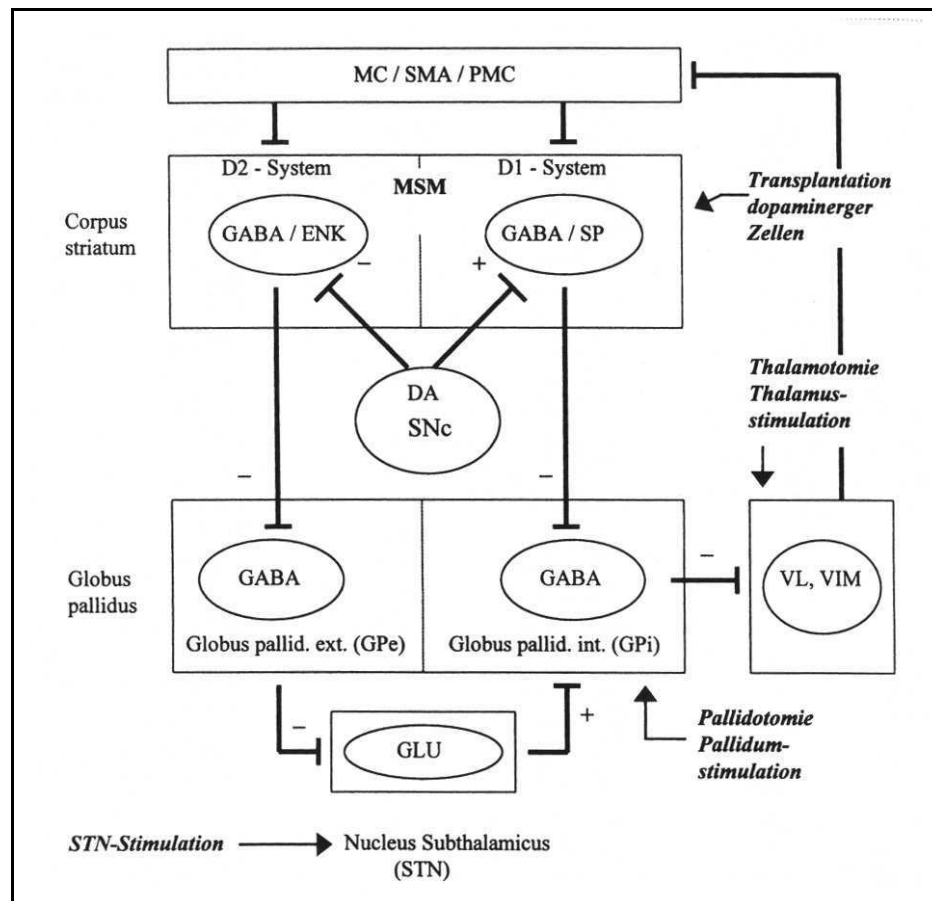 MC / SMA / PMC
D2 - System
D1 - System
MSM
Corpus
striatum
GABA / ENK
GABA / SP
–
+
Transplantation
dopaminerger
Zellen
DA
SNc
Thalamotomie
Thalamus-
stimulation
–
–
Globus
pallidus
GABA
GABA
–
VL, VIM
Globus pallid. ext. (GPe)
Globus pallid. int. (GPi)
–
+
GLU
Pallidotomie
Pallidum-
stimulation
STN-Stimulation
Nucleus Subthalamicus
(STN)